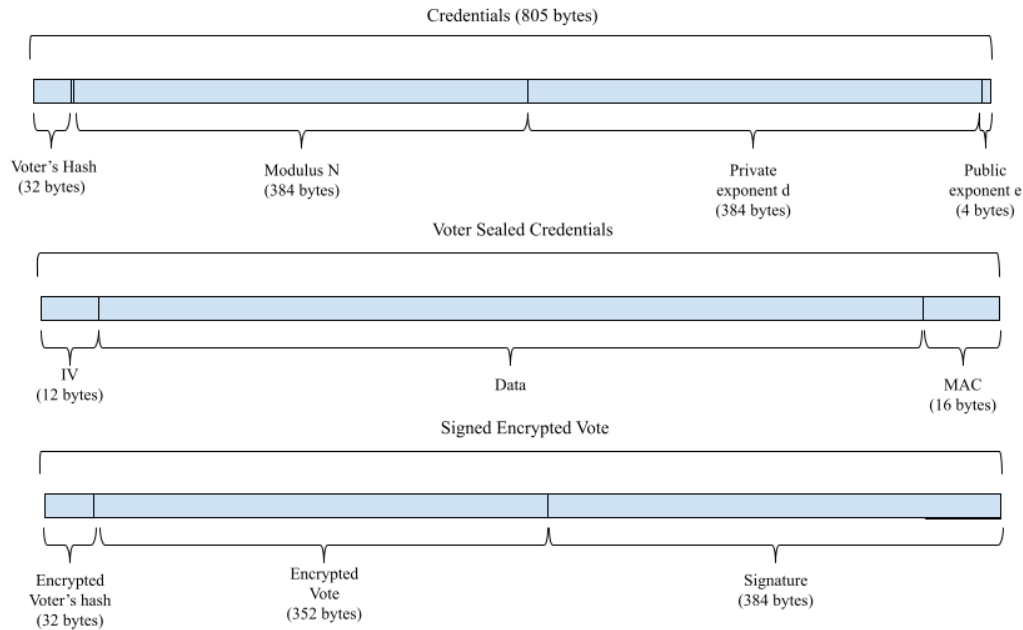 Credentials (805 bytes)
Voter's Hash
(32 bytes)
Modulus N
(384 bytes)
Private
exponent d
(384 bytes)
Public
exponent e
(4 bytes)
Voter Sealed Credentials
IV
(12 bytes)
Data
MAC
(16 bytes)
Signed Encrypted Vote
Encrypted
Voter's hash
(32 bytes)
Encrypted
Vote
(352 bytes)
Signature
(384 bytes)